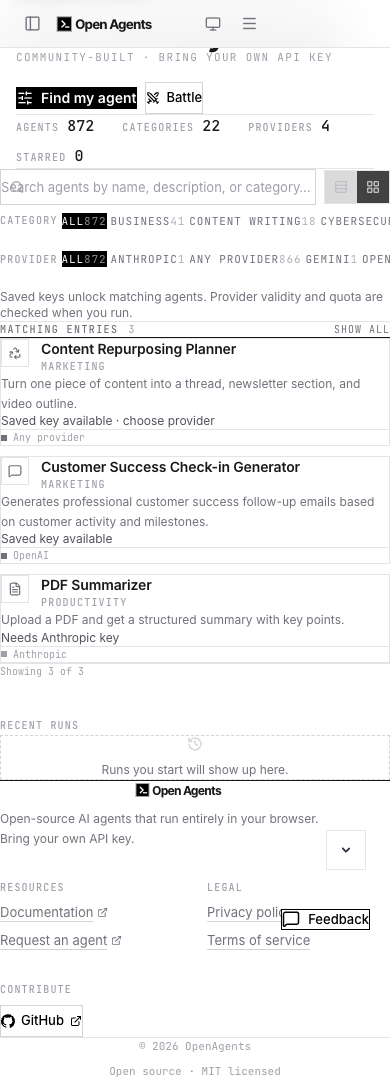 Open Agents
COMMUNITY-BUILT · BRING YOUR OWN API KEY
Find my agent
Battle
AGENTS 872 CATEGORIES 22 PROVIDERS 4
STARRED 0
Search agents by name, description, or category...
CATEGORY ALL872 BUSINESS41 CONTENT WRITING18 CYBERSECUR
PROVIDER ALL872 ANTHROPIC1 ANY PROVIDER866 GEMINI1 OPEN
Saved keys unlock matching agents. Provider validity and quota are
checked when you run.
MATCHING ENTRIES 3 SHOW ALL
Content Repurposing Planner
MARKETING
Turn one piece of content into a thread, newsletter section, and
video outline.
Saved key available · choose provider
Any provider
Customer Success Check-in Generator
MARKETING
Generates professional customer success follow-up emails based
on customer activity and milestones.
Saved key available
OpenAI
PDF Summarizer
PRODUCTIVITY
Upload a PDF and get a structured summary with key points.
Needs Anthropic key
Anthropic
Showing 3 of 3
RECENT RUNS
Runs you start will show up here.
Open Agents
Open-source AI agents that run entirely in your browser.
Bring your own API key.
RESOURCES LEGAL
Documentation Privacy polic
Feedback
Request an agent Terms of service
CONTRIBUTE
GitHub
© 2026 OpenAgents
Open source · MIT licensed